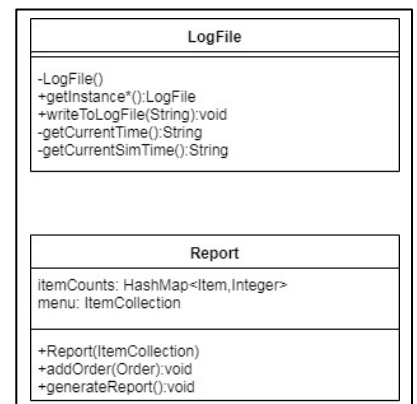 LogFile
-LogFile()
+getInstance*():LogFile
+writeToLogFile(String):void
-getCurrentTime():String
-getCurrentSimTime():String
Report
itemCounts: HashMap<Item,Integer>
menu: ItemCollection
+Report(ItemCollection)
+addOrder(Order):void
+generateReport():void